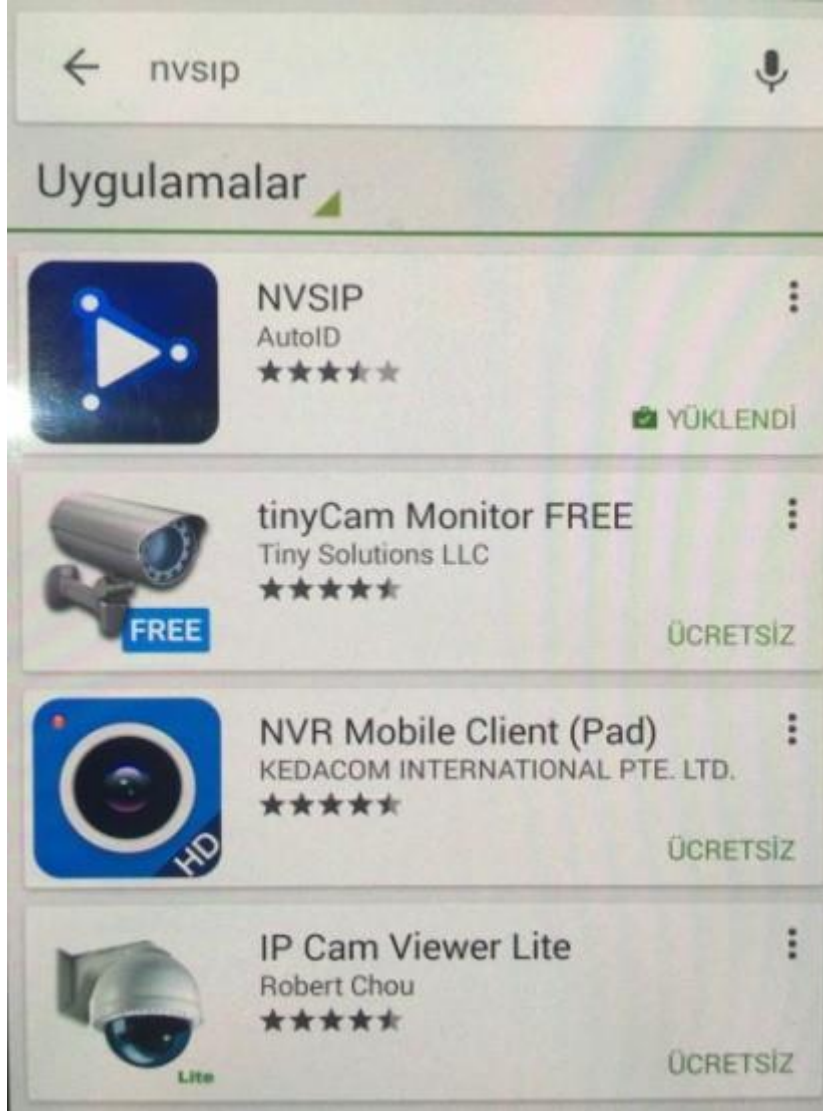 nvsıp
Uygulamalar
NVSIP
AutoID
YÜKLENDİ
tinyCam Monitor FREE
Tiny Solutions LLC
FREE
ÜCRETSİZ
NVR Mobile Client (Pad)
KEDACOM INTERNATIONAL PTE. LTD.
HD
ÜCRETSİZ
IP Cam Viewer Lite
Robert Chou
Lite
ÜCRETSİZ